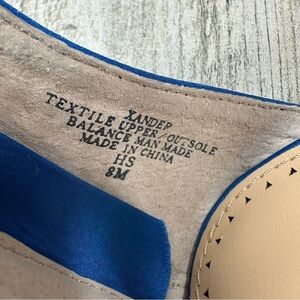 XANDER
TEXTILE UPPER/OUTSOLE
BALANCE MAN MADE
MADE IN CHINA
HS
8M